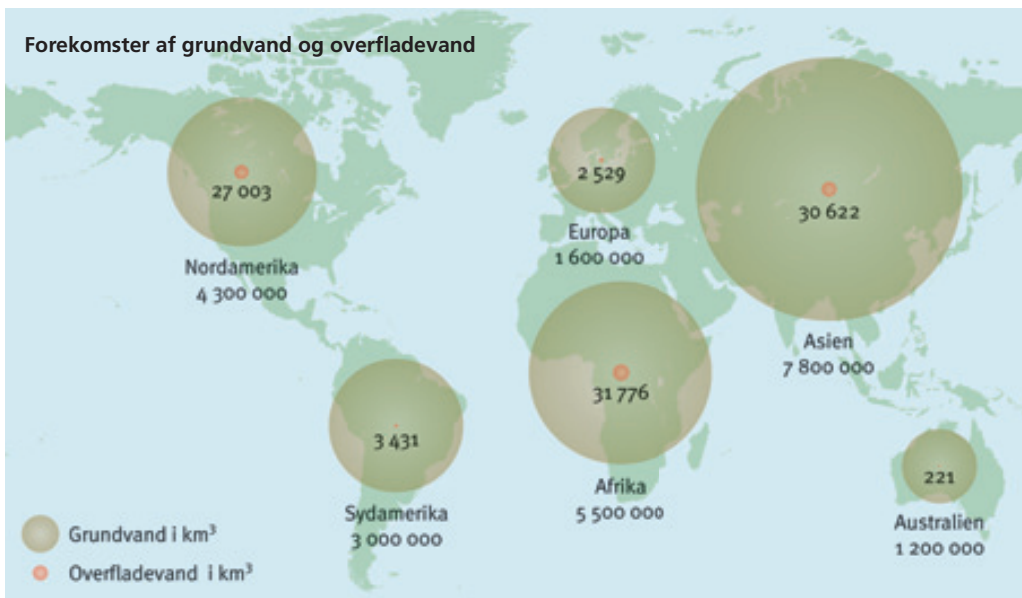 Forekomster af grundvand og overfladevand
27 003
Nordamerika
4 300 000
2 529
Europa
1 600 000
30 622
Asien
7 800 000
31 776
Afrika
5 500 000
3 431
Sydamerika
3 000 000
221
Australien
1 200 000
Grundvand i km³
Overfladevand i km³